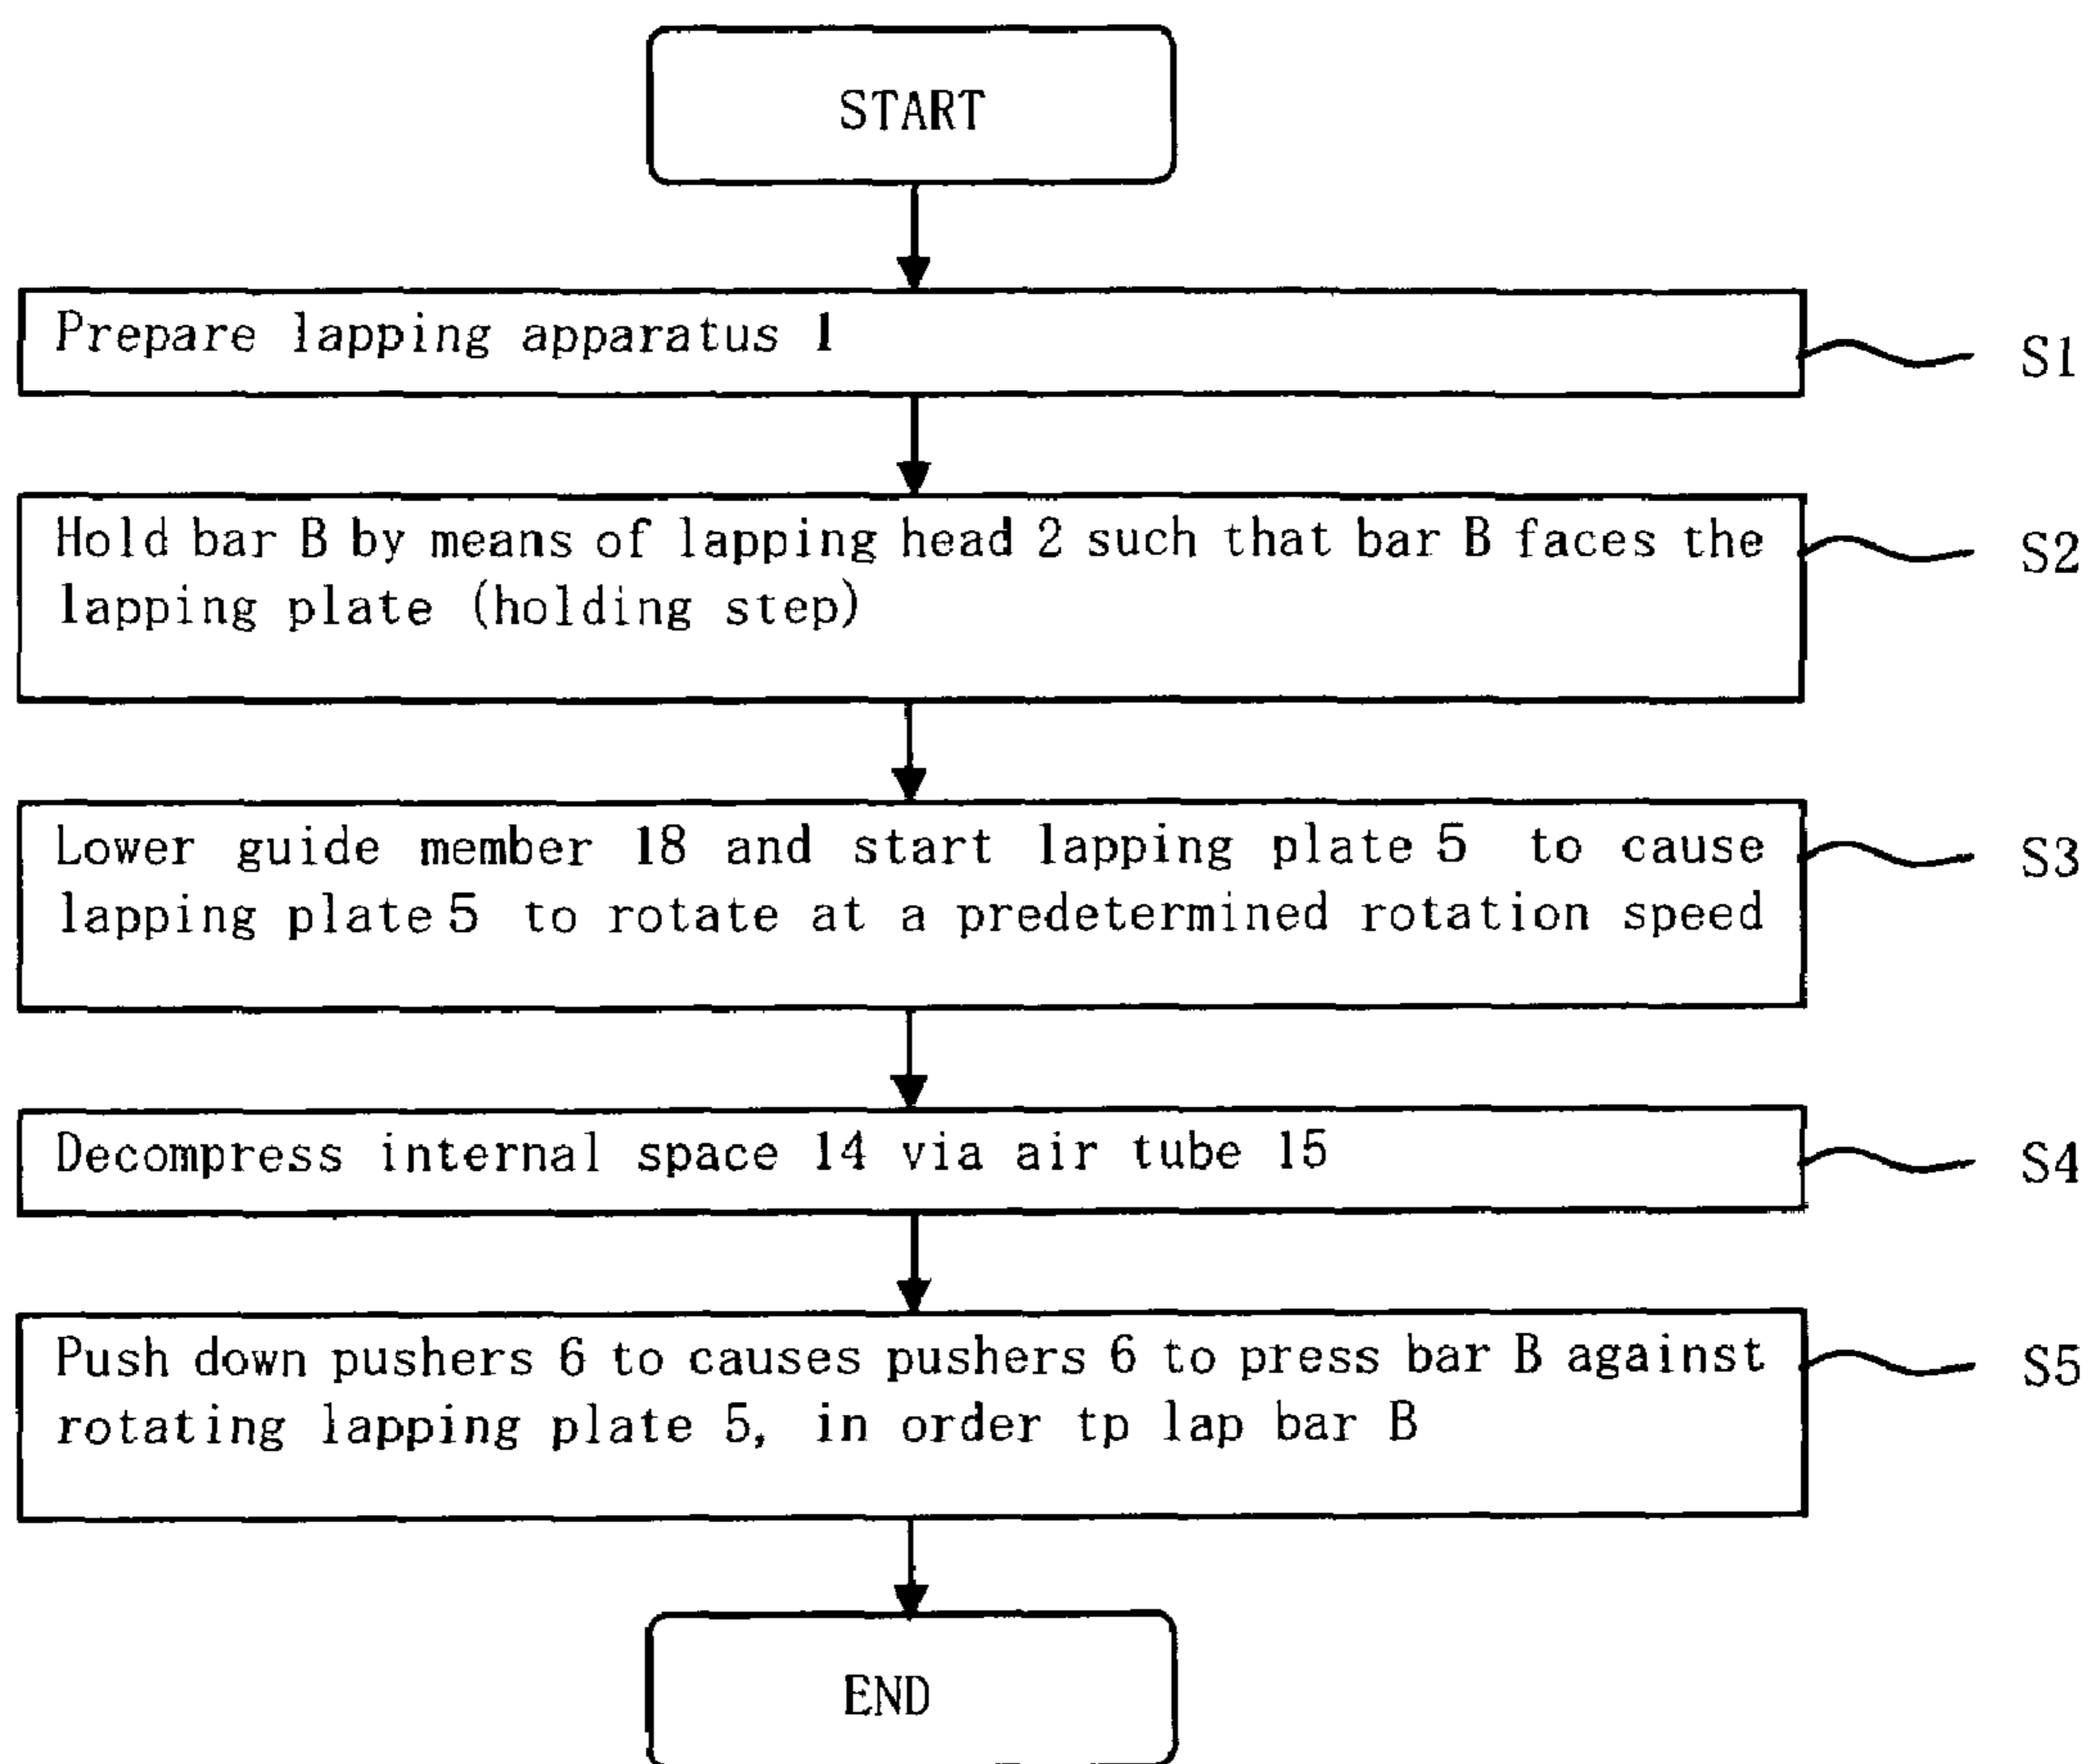 START
Prepare lapping apparatus 1
S1
Hold bar B by means of lapping head 2 such that bar B faces the
lapping plate (holding step)
S2
Lower guide member 18 and start lapping plate 5 to cause
lapping plate 5 to rotate at a predetermined rotation speed
S3
Decompress internal space 14 via air tube 15
S4
Push down pushers 6 to causes pushers 6 to press bar B against
rotating lapping plate 5, in order tp lap bar B
S5
END